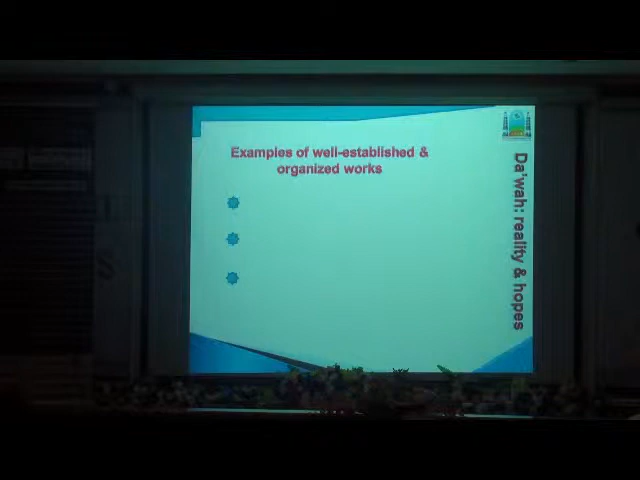 Examples of well-established &
organized works
Da'wah: reality & hopes